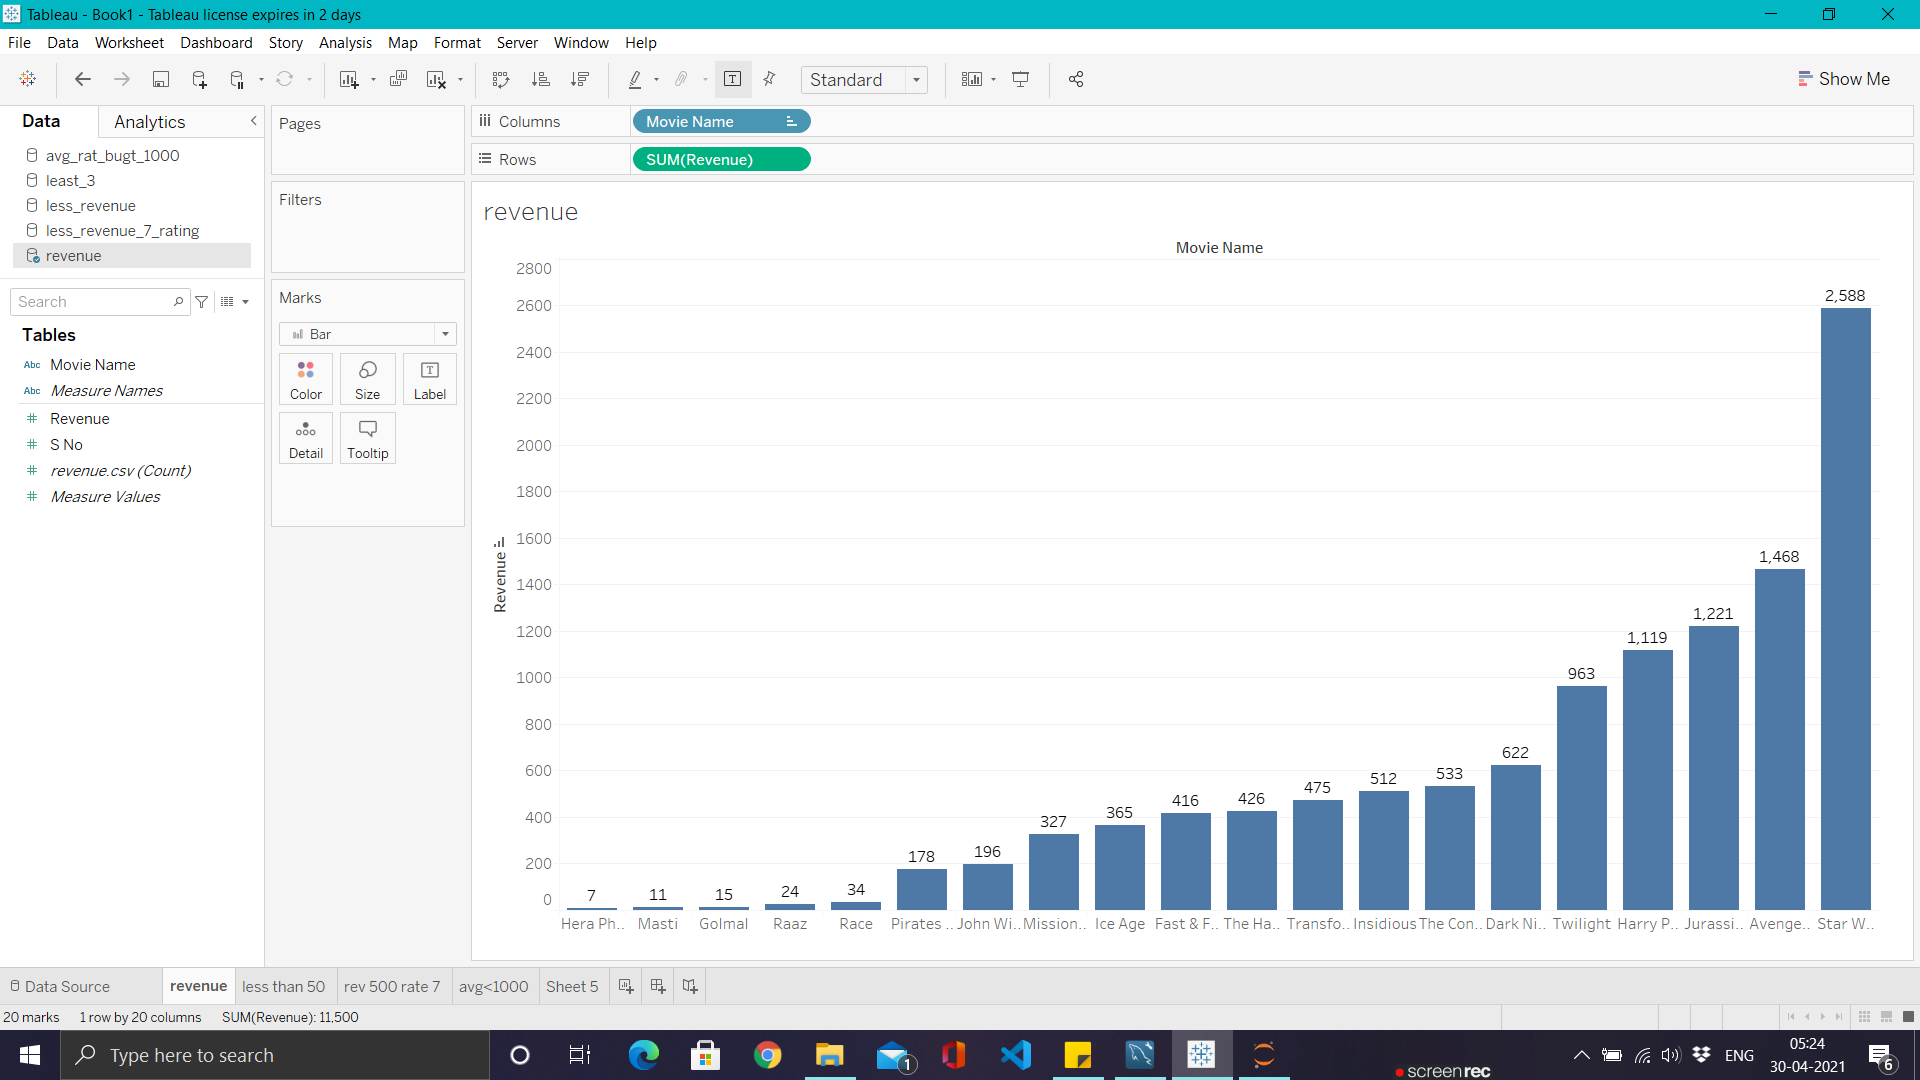 Tableau - Book1 - Tableau license expires in 2 days
File Data Worksheet Dashboard Story Analysis Map Format Server Window Help
Standard
Show Me
Data Analytics
avg_rat_bugt_1000
least_3
less_revenue
less_revenue_7_rating
revenue
Search
Tables
Abc Movie Name
Abc Measure Names
# Revenue
# S No
# revenue.csv (Count)
# Measure Values
Pages
Filters
Marks
Bar
Color Size Label
Detail Tooltip
Columns Movie Name
Rows SUM(Revenue)
revenue
Movie Name
Revenue
2800
2600
2400
2200
2000
1800
1600
1400
1200
1000
800
600
400
200
0
7 11 15 24 34 178 196 327 365 416 426 475 512 533 622 963 1,119 1,221 1,468 2,588
Hera Ph.. Masti Golmal Raaz Race Pirates .. John Wi.. Mission.. Ice Age Fast & F.. The Ha.. Transfo.. Insidious The Con.. Dark Ni.. Twilight Harry P.. Jurassi.. Avenge.. Star W..
Data Source revenue less than 50 rev 500 rate 7 avg<1000 Sheet 5
20 marks 1 row by 20 columns SUM(Revenue): 11,500
Type here to search
1
screenrec
ENG
05:24
30-04-2021
6